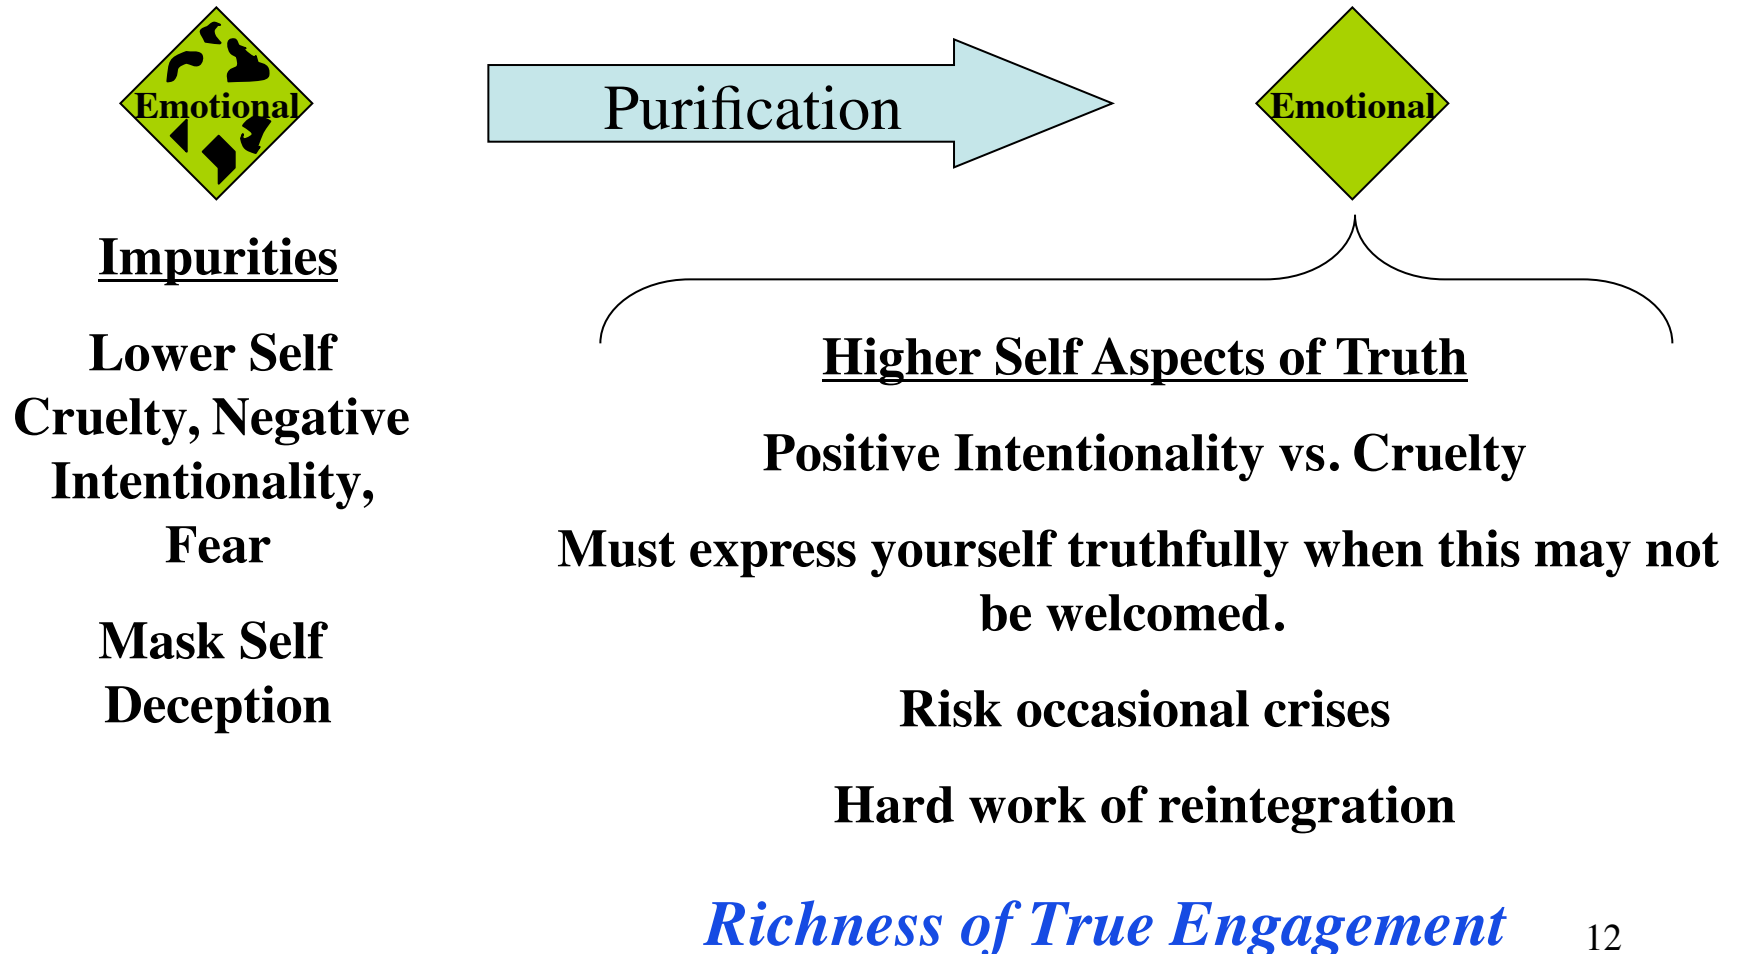 Emotional
Purification
Emotional
Impurities
Lower Self
Cruelty, Negative
Intentionality,
Fear
Mask Self
Deception
Higher Self Aspects of Truth
Positive Intentionality vs. Cruelty
Must express yourself truthfully when this may not
be welcomed.
Risk occasional crises
Hard work of reintegration
Richness of True Engagement
12